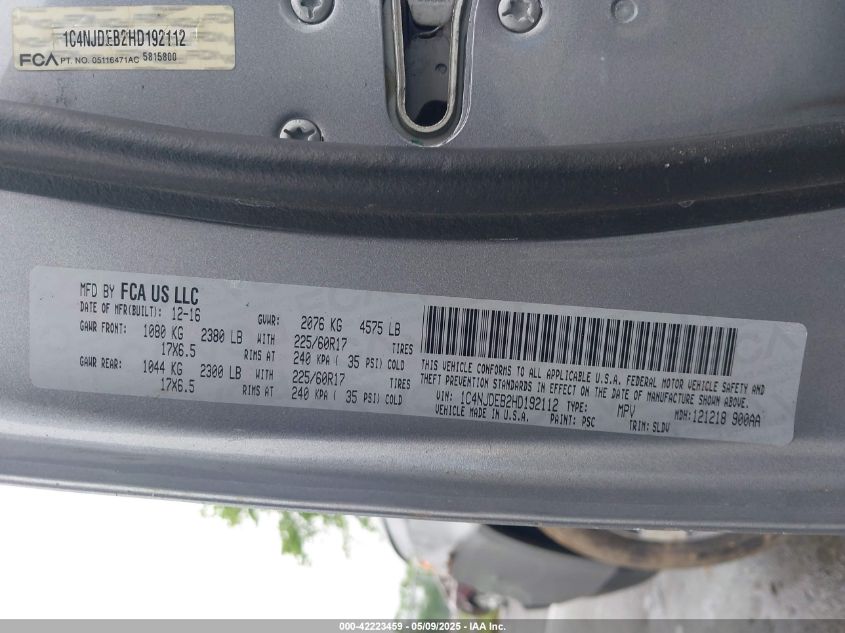 1C4NJDEB2HD192112
FCA PT. NO. 05116471AC 5815800
MFD BY FCA US LLC
DATE OF MFR(BUILT): 12-16 GVWR: 2076 KG 4575 LB
GAWR FRONT: 1080 KG 2380 LB WITH 225/60R17 TIRES
17X6.5 RIMS AT 240 KPA ( 35 PSI) COLD
GAWR REAR: 1044 KG 2300 LB WITH 225/60R17 TIRES
17X6.5 RIMS AT 240 KPA ( 35 PSI) COLD
THIS VEHICLE CONFORMS TO ALL APPLICABLE U.S.A. FEDERAL MOTOR VEHICLE SAFETY AND
THEFT PREVENTION STANDARDS IN EFFECT ON THE DATE OF MANUFACTURE SHOWN ABOVE.
VIN: 1C4NJDEB2HD192112 TYPE: MPV MDH: 121218 900AA
VEHICLE MADE IN U.S.A. PAINT: PSC TRIM: SLDV
000-42223459 - 05/09/2025 - IAA Inc.